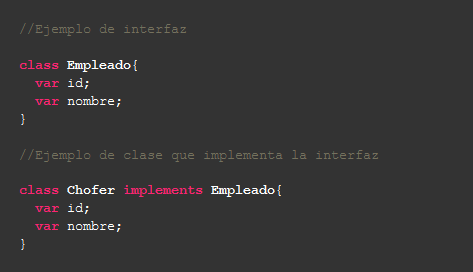 //Ejemplo de interfaz
class Empleado{
var id;
var nombre;
}
//Ejemplo de clase que implementa la interfaz
class Chofer implements Empleado{
var id;
var nombre;
}